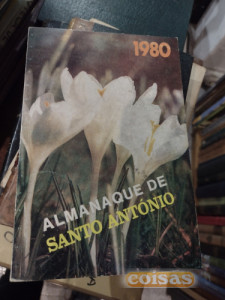 1980
ALMANAQUE DE
SANTO ANTÓNIO
coisas